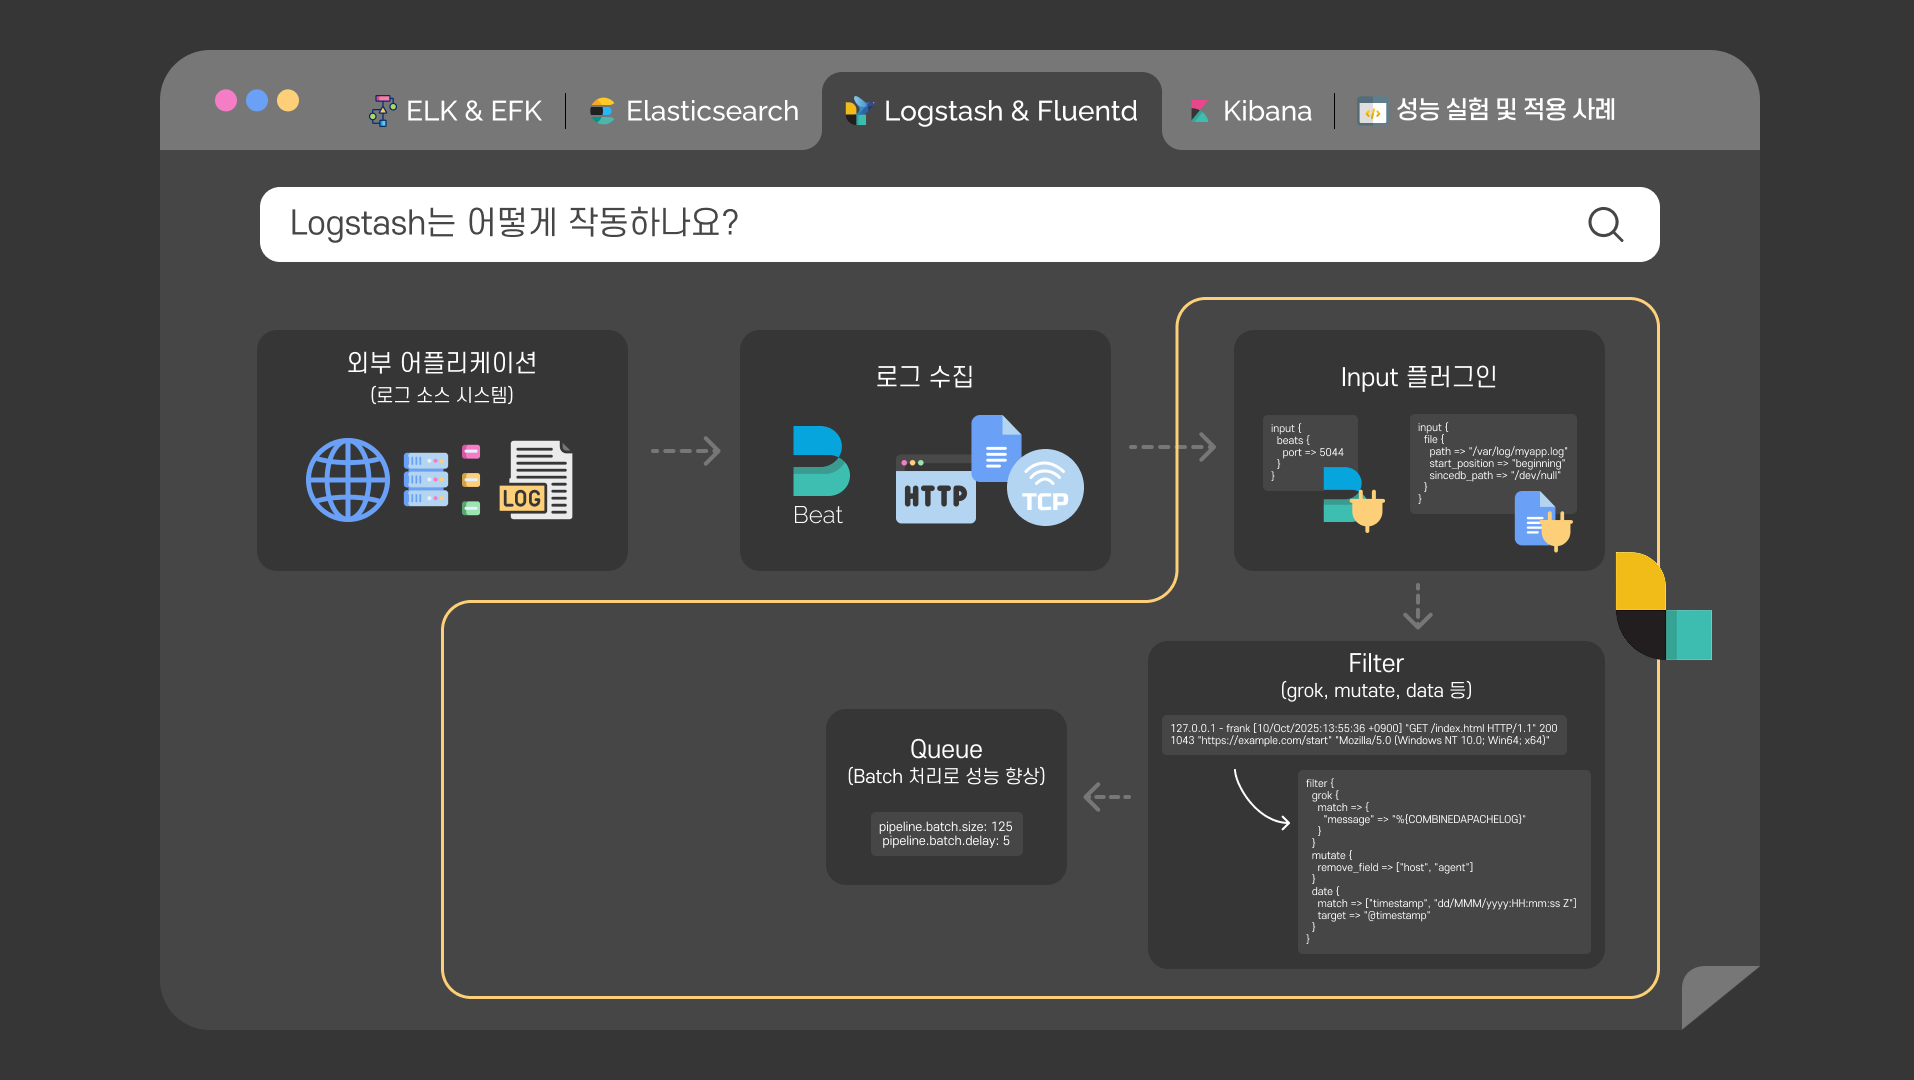 ELK & EFK
Elasticsearch
Logstash & Fluentd
Kibana
성능 실험 및 적용 사례
Logstash는 어떻게 작동하나요?
외부 어플리케이션
(로그 소스 시스템)
LOG
로그 수집
Beat
HTTP
TCP
Input 플러그인
input {
beats {
port => 5044
}
}
input {
file {
path => "/var/log/myapp.log"
start_position => "beginning"
sincedb_path => "/dev/null"
}
}
Filter
(grok, mutate, data 등)
127.0.0.1 - frank [10/Oct/2025:13:55:36 +0900] "GET /index.html HTTP/1.1" 200
1043 "https://example.com/start" "Mozilla/5.0 (Windows NT 10.0; Win64; x64)"
filter {
grok {
match => {
"message" => "%{COMBINEDAPACHELOG}"
}
}
mutate {
remove_field => ["host", "agent"]
}
date {
match => ["timestamp", "dd/MMM/yyyy:HH:mm:ss Z"]
target => "@timestamp"
}
}
Queue
(Batch 처리로 성능 향상)
pipeline.batch.size: 125
pipeline.batch.delay: 5